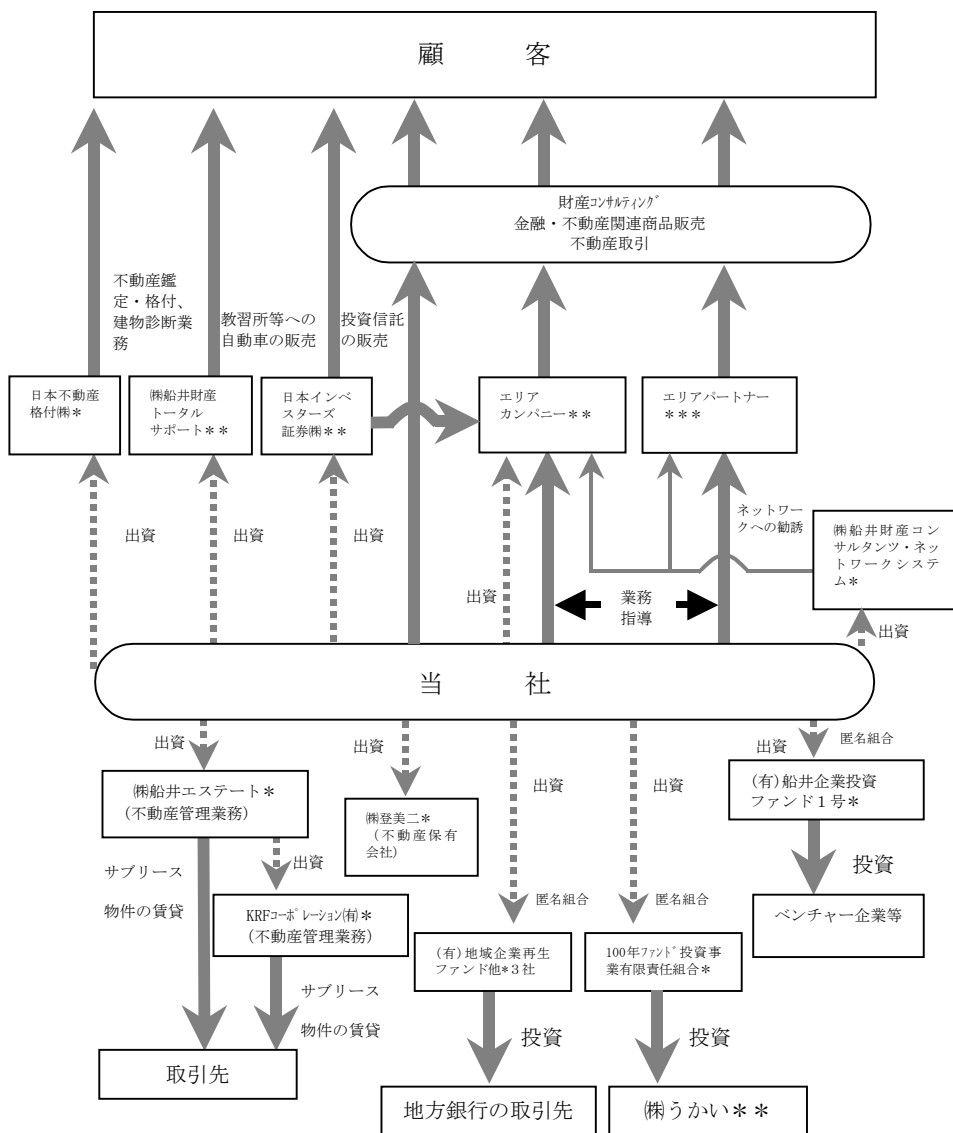 顧　　　客
財産ｺﾝｻﾙﾃｨﾝｸﾞ
金融・不動産関連商品販売
不動産取引
不動産鑑
定・格付、
建物診断業
務
教習所等への
自動車の販売
投資信託
の販売
日本不動産
格付㈱＊
㈱船井財産
トータル
サポート＊＊
日本インベ
スターズ
証券㈱＊＊
エリア
カンパニー＊＊
エリアパートナー
＊＊＊
ネットワー
クへの勧誘
㈱船井財産コン
サルタンツ・ネッ
トワークシステ
ム＊
出資
出資
出資
出資
業務
指導
出資
当　　　社
出資
出資
出資
出資
出資
匿名組合
㈱船井エステート＊
(不動産管理業務)
㈱登美二＊
（不動産保有
会社）
(有)船井企業投資
ファンド１号＊
サブリース
物件の賃貸
出資
投資
KRFｺｰﾎﾟﾚｰｼｮﾝ(有)＊
（不動産管理業務）
匿名組合
匿名組合
ベンチャー企業等
(有)地域企業再生
ファンド他*３社
100年ﾌｧﾝﾄﾞ投資事
業有限責任組合＊
サブリース
物件の賃貸
投資
投資
取引先
地方銀行の取引先
㈱うかい＊＊